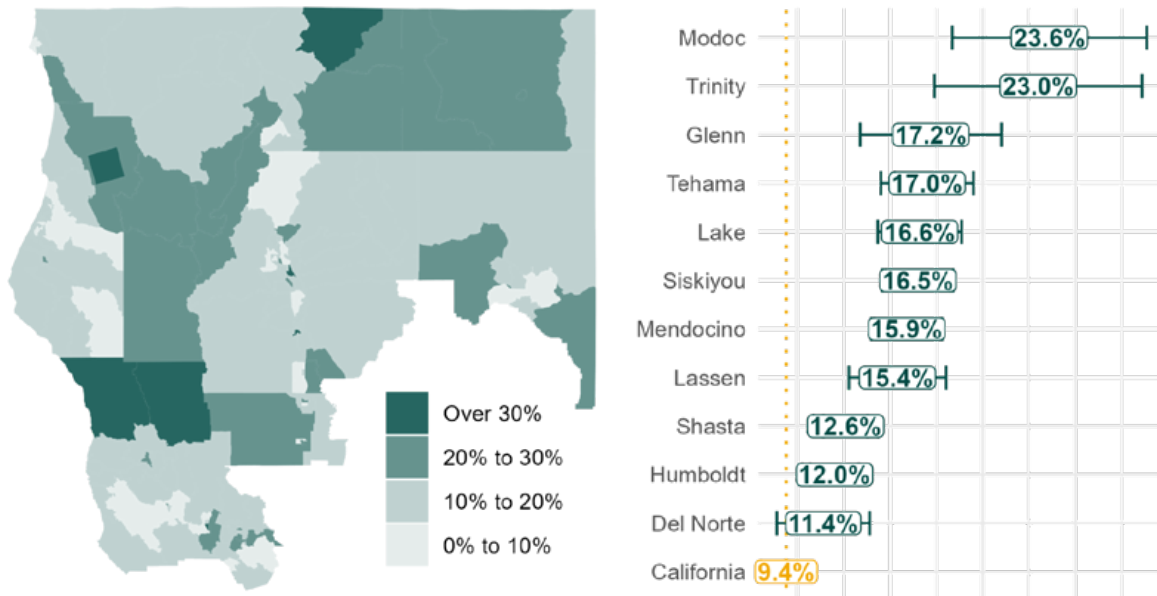 Over 30%
20% to 30%
10% to 20%
0% to 10%
Modoc 23.6%
Trinity 23.0%
Glenn 17.2%
Tehama 17.0%
Lake 16.6%
Siskiyou 16.5%
Mendocino 15.9%
Lassen 15.4%
Shasta 12.6%
Humboldt 12.0%
Del Norte 11.4%
California 9.4%